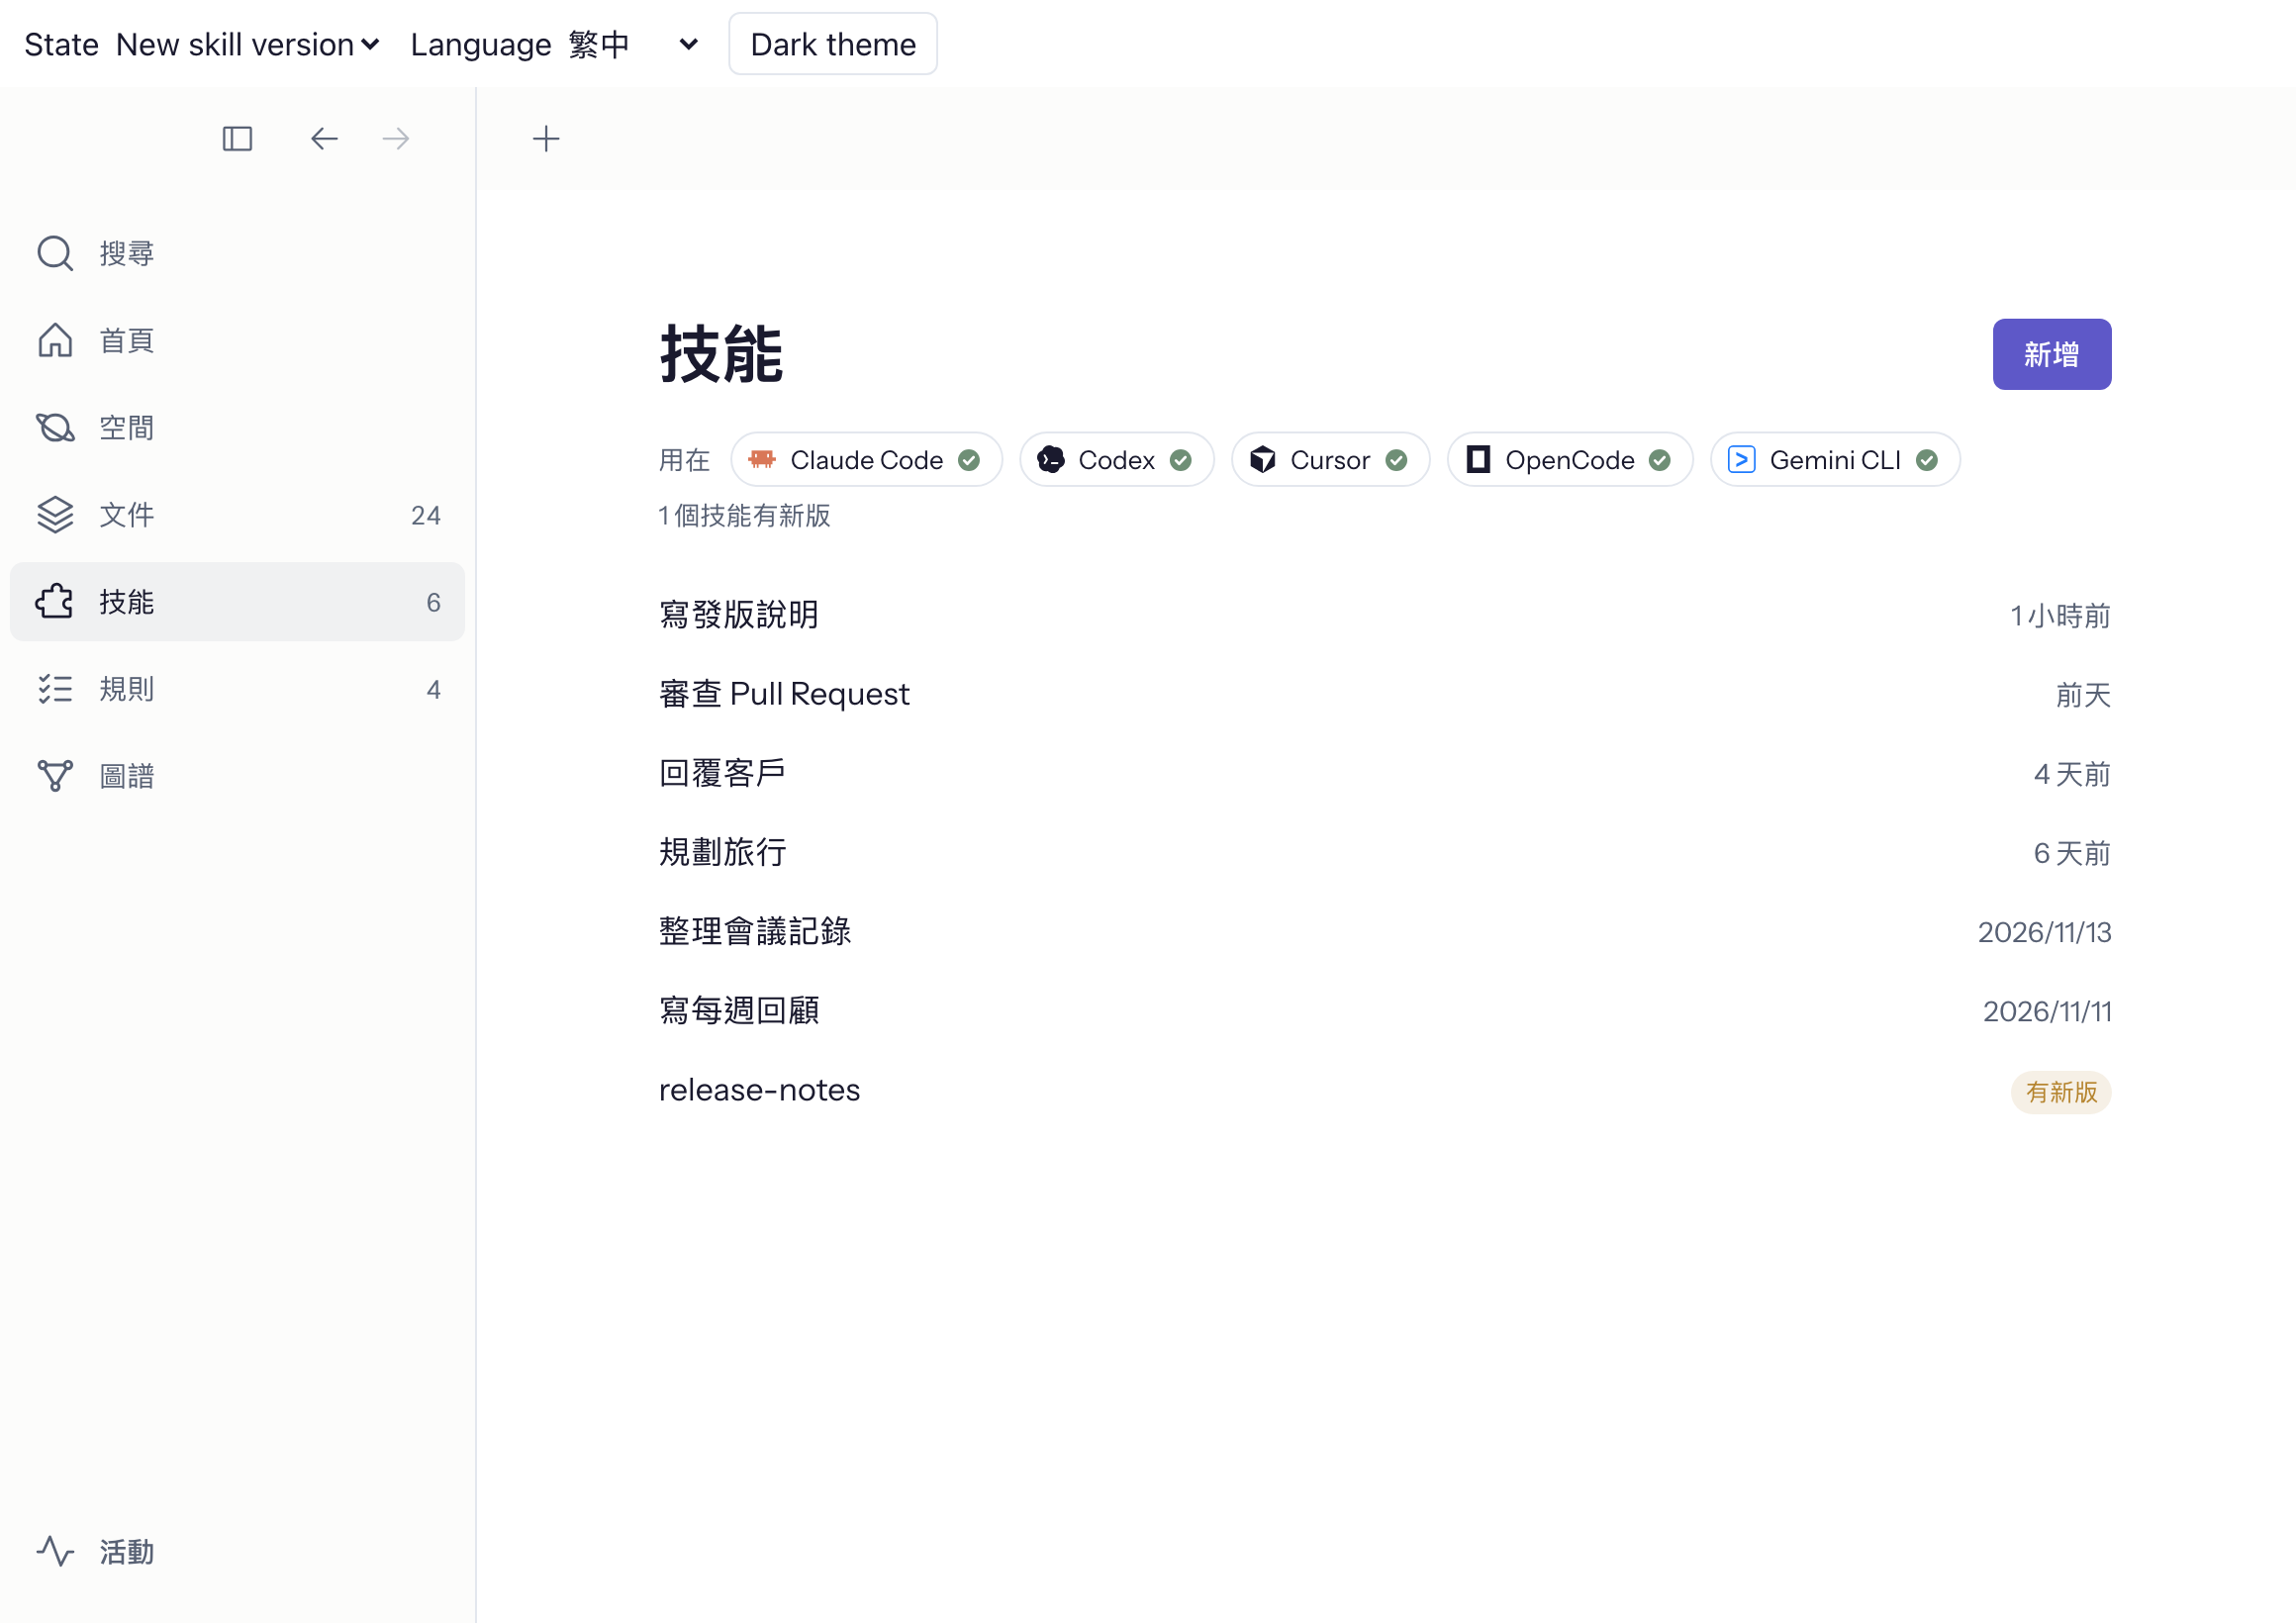 State New skill version Language 繁中 Dark theme
搜尋
首頁
空間
文件 24
技能 6
規則 4
圖譜
活動
技能 新增
用在 Claude Code Codex Cursor OpenCode Gemini CLI
1 個技能有新版
寫發版說明 1 小時前
審查 Pull Request 前天
回覆客戶 4 天前
規劃旅行 6 天前
整理會議記錄 2026/11/13
寫每週回顧 2026/11/11
release-notes 有新版